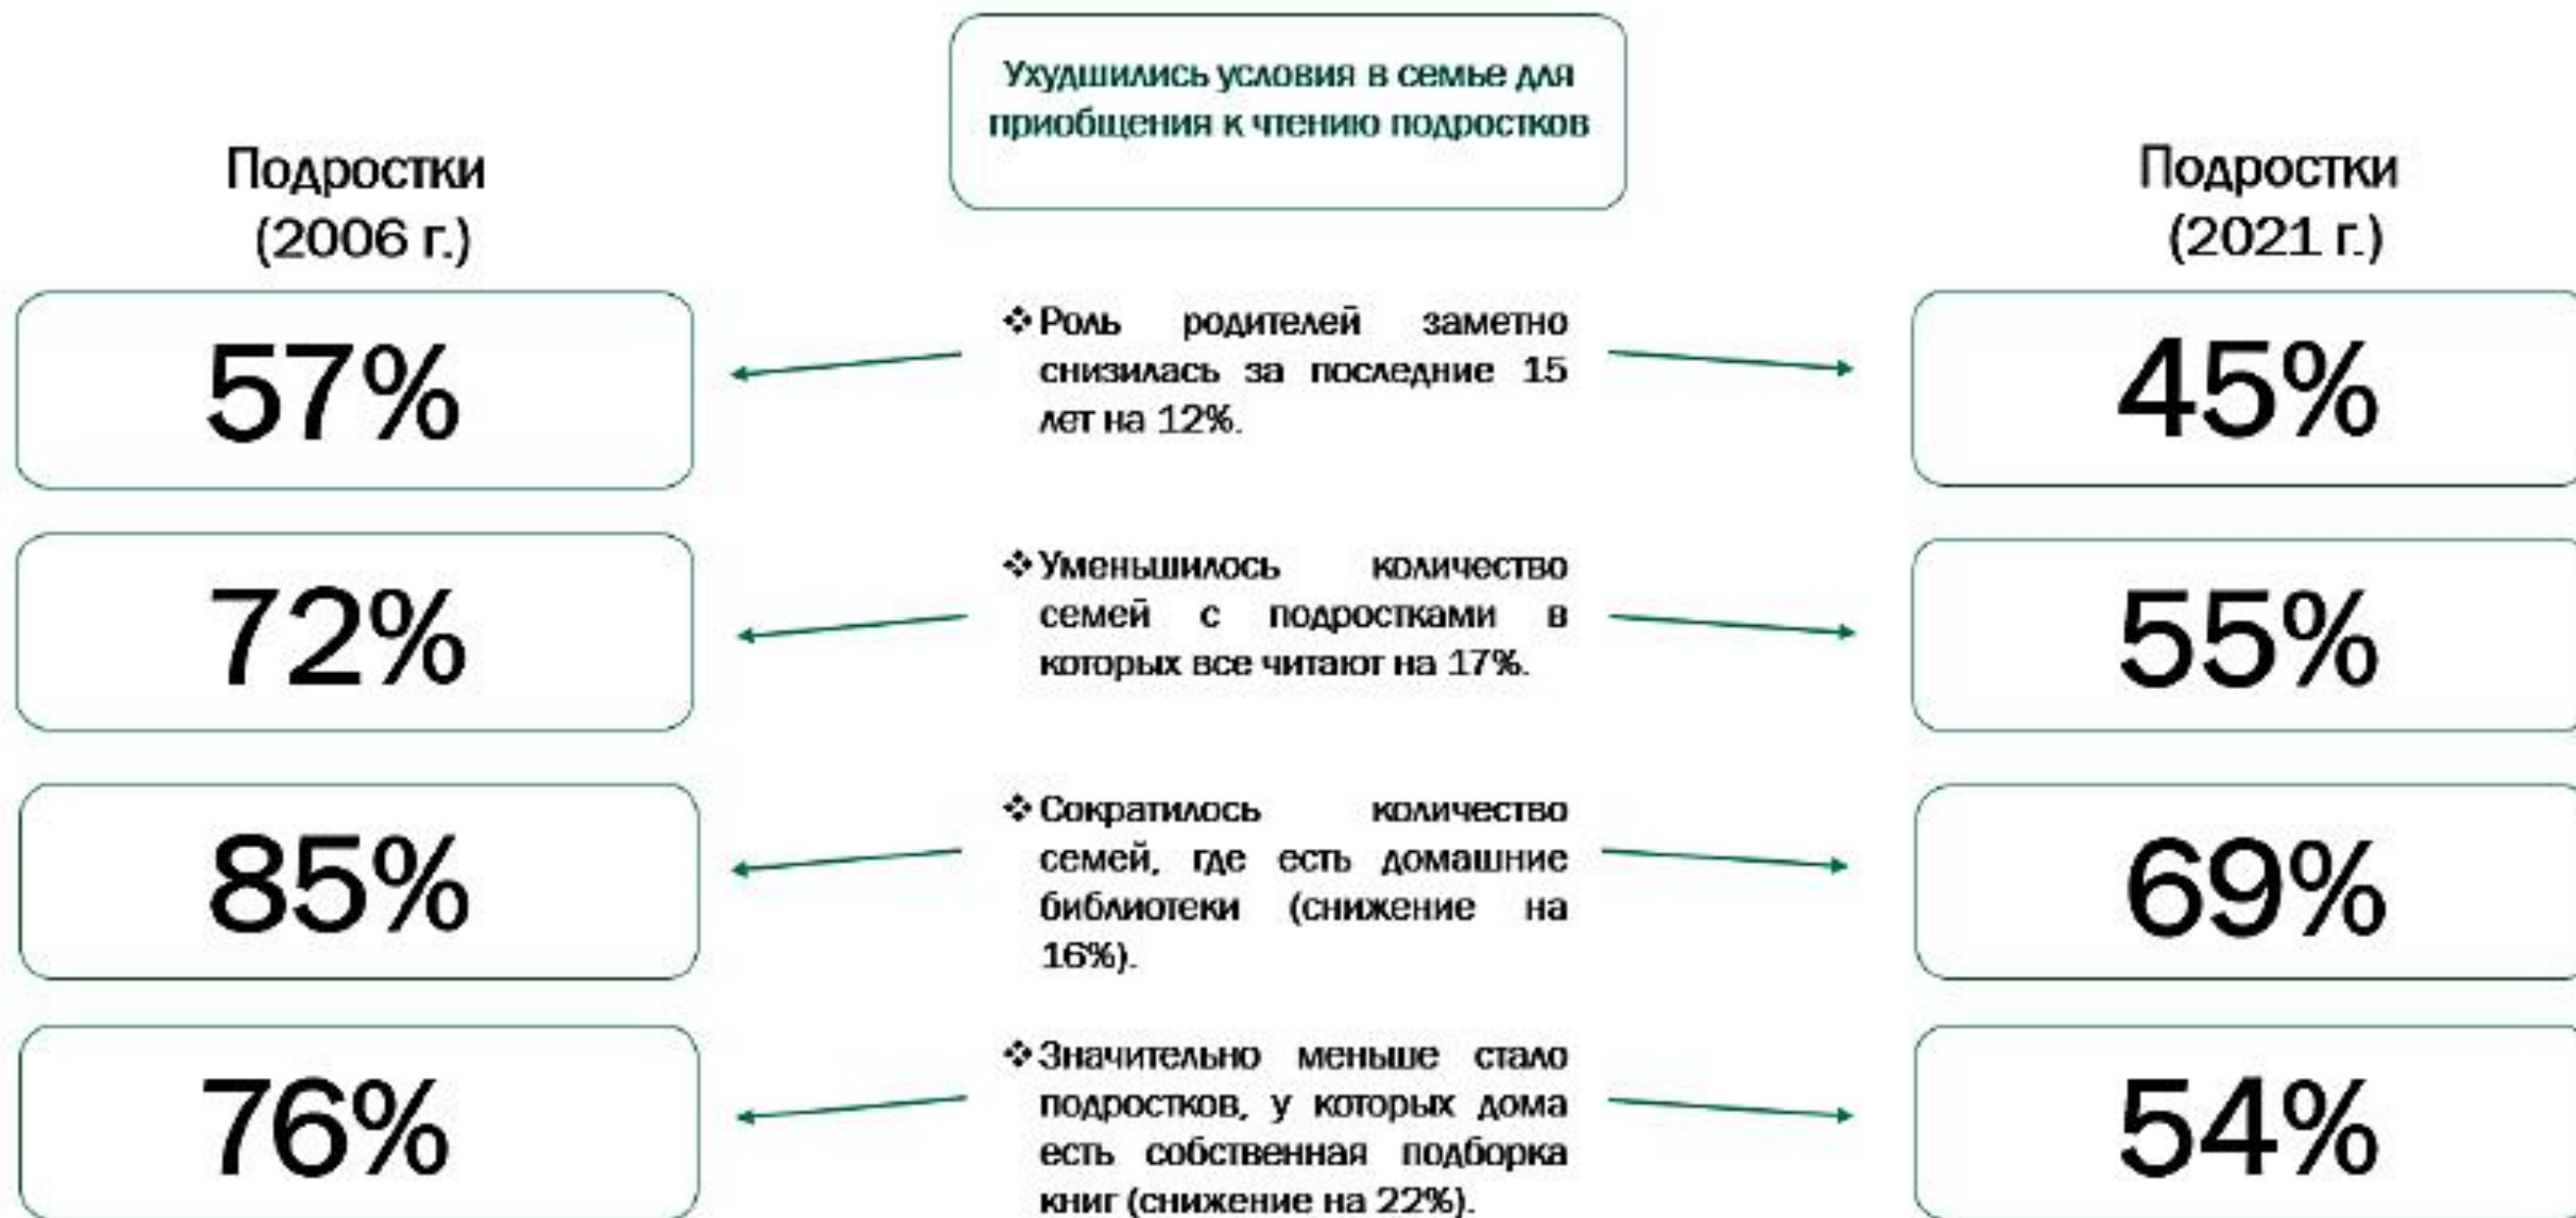 Ухудшились условия в семье для
приобщения к чтению подростков
Подростки
(2006 г.)
Подростки
(2021 г.)
57%
❖ Роль родителей заметно
снизилась за последние 15
лет на 12%.
45%
72%
❖ Уменьшилось количество
семей с подростками в
которых все читают на 17%.
55%
85%
❖ Сократилось количество
семей, где есть домашние
библиотеки (снижение на
16%).
69%
76%
❖ Значительно меньше стало
подростков, у которых дома
есть собственная подборка
книг (снижение на 22%).
54%